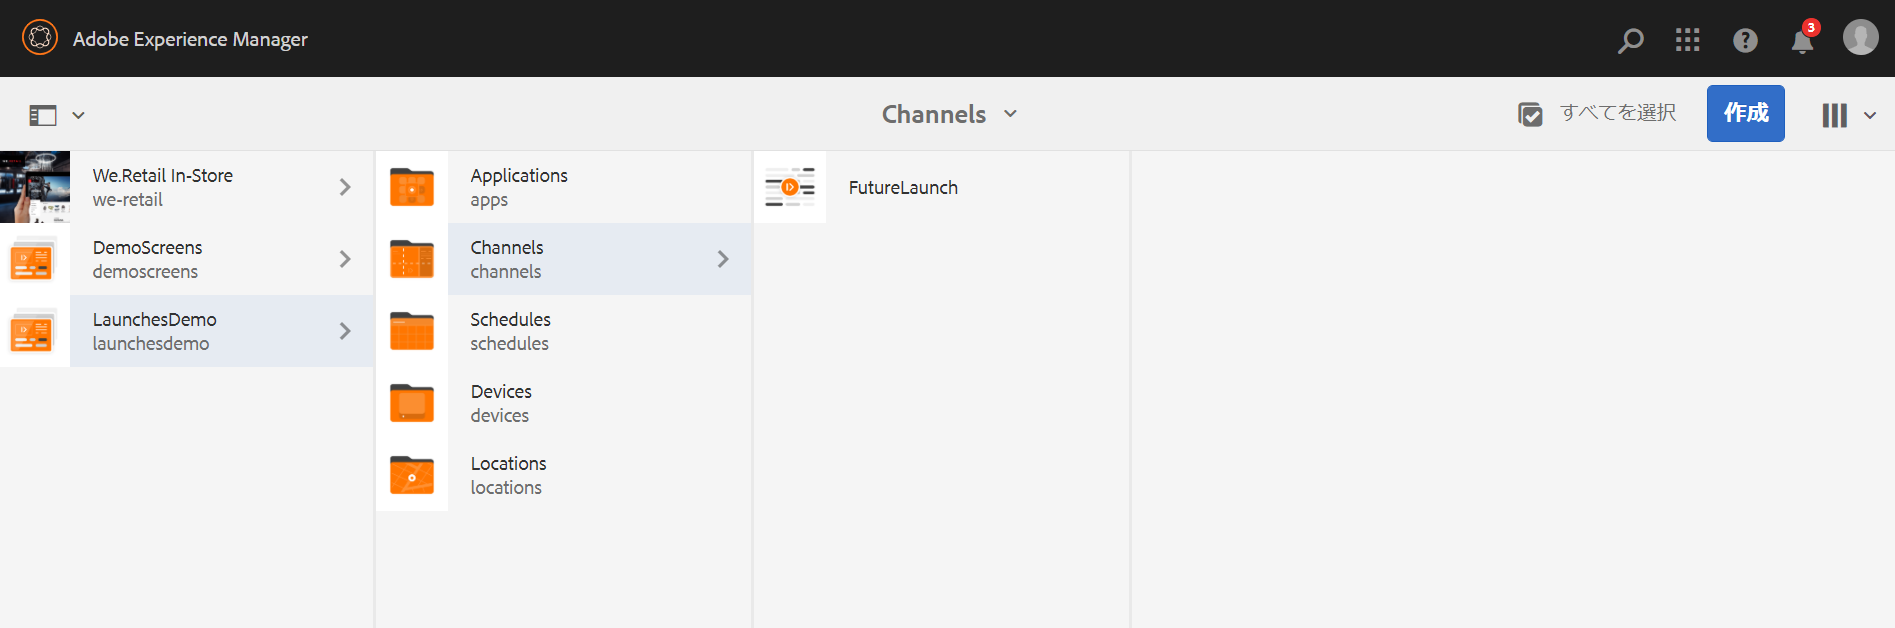 Adobe Experience Manager
3
Channels
すべてを選択
作成
We.Retail In-Store
we-retail
DemoScreens
demoscreens
LaunchesDemo
launchesdemo
Applications
apps
Channels
channels
Schedules
schedules
Devices
devices
Locations
locations
FutureLaunch